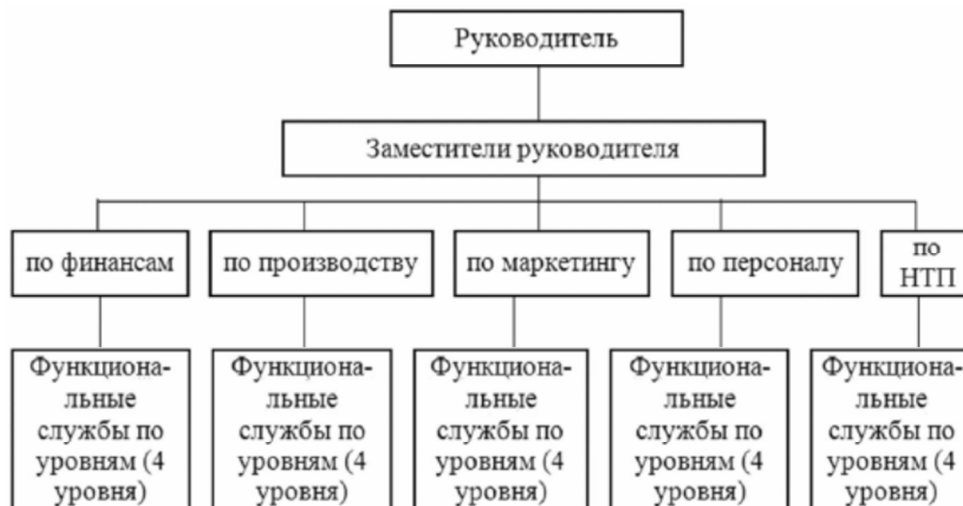 Руководитель
Заместители руководителя
по финансам
по производству
по маркетингу
по персоналу
по
НТП
Функциона-
льные
службы по
уровням (4
уровня)
Функциона-
льные
службы по
уровням (4
уровня)
Функциона-
льные
службы по
уровням (4
уровня)
Функциона-
льные
службы по
уровням (4
уровня)
Функциона-
льные
службы по
уровням (4
уровня)